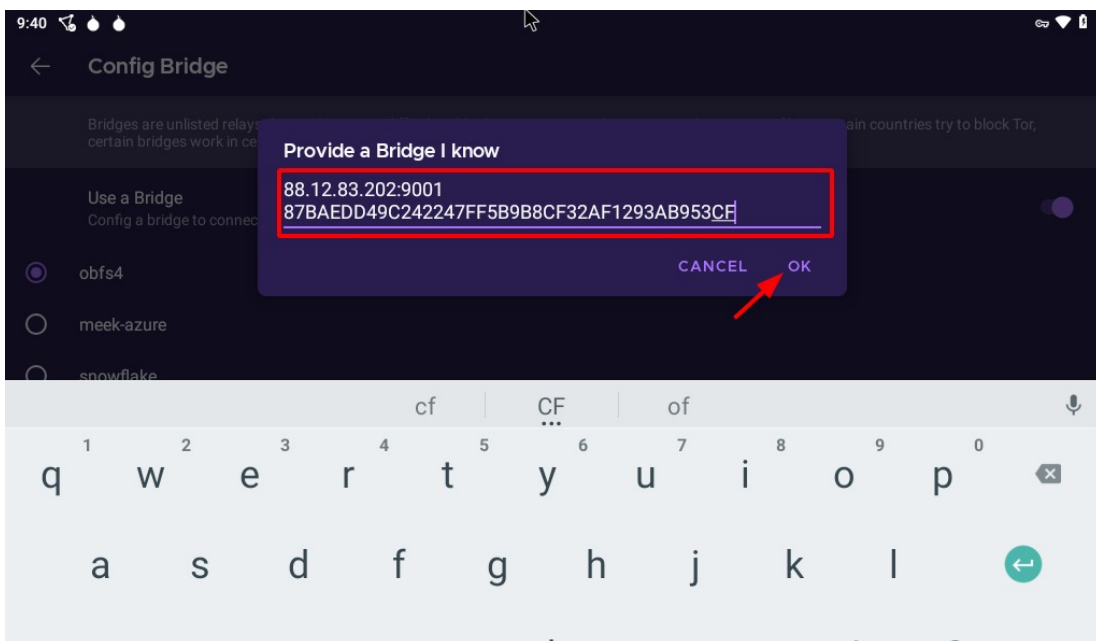 9:40
Config Bridge
Bridges are unlisted relays
ain countries try to block Tor,
certain bridges work in ce
Provide a Bridge I know
88.12.83.202:9001
87BAEDD49C242247FF5B9B8CF32AF1293AB953CF
Use a Bridge
Config a bridge to connec
CANCEL OK
obfs4
meek-azure
snowflake
cf CF of
1 2 3 4 5 6 7 8 9 0
q w e r t y u i o p
a s d f g h j k l